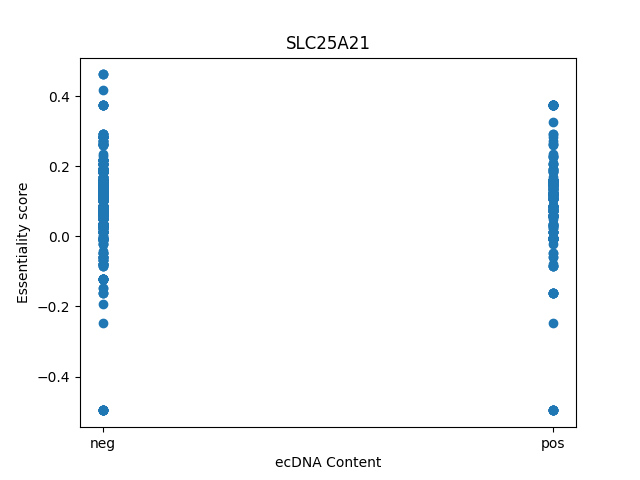 SLC25A21
Essentiality score
0.4
0.2
0.0
−0.2
−0.4
neg
pos
ecDNA Content